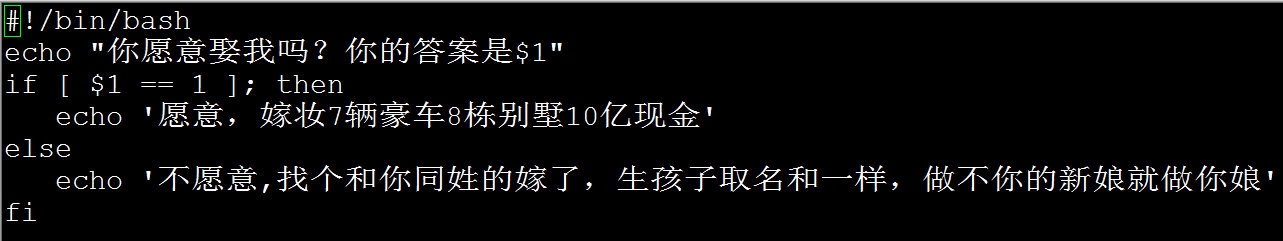 #!/bin/bash
echo "你愿意娶我吗？你的答案是$1"
if [ $1 == 1 ]; then
   echo '愿意，嫁妆7辆豪车8栋别墅10亿现金'
else
   echo '不愿意,找个和你同姓的嫁了，生孩子取名和一样，做不你的新娘就做你娘'
fi